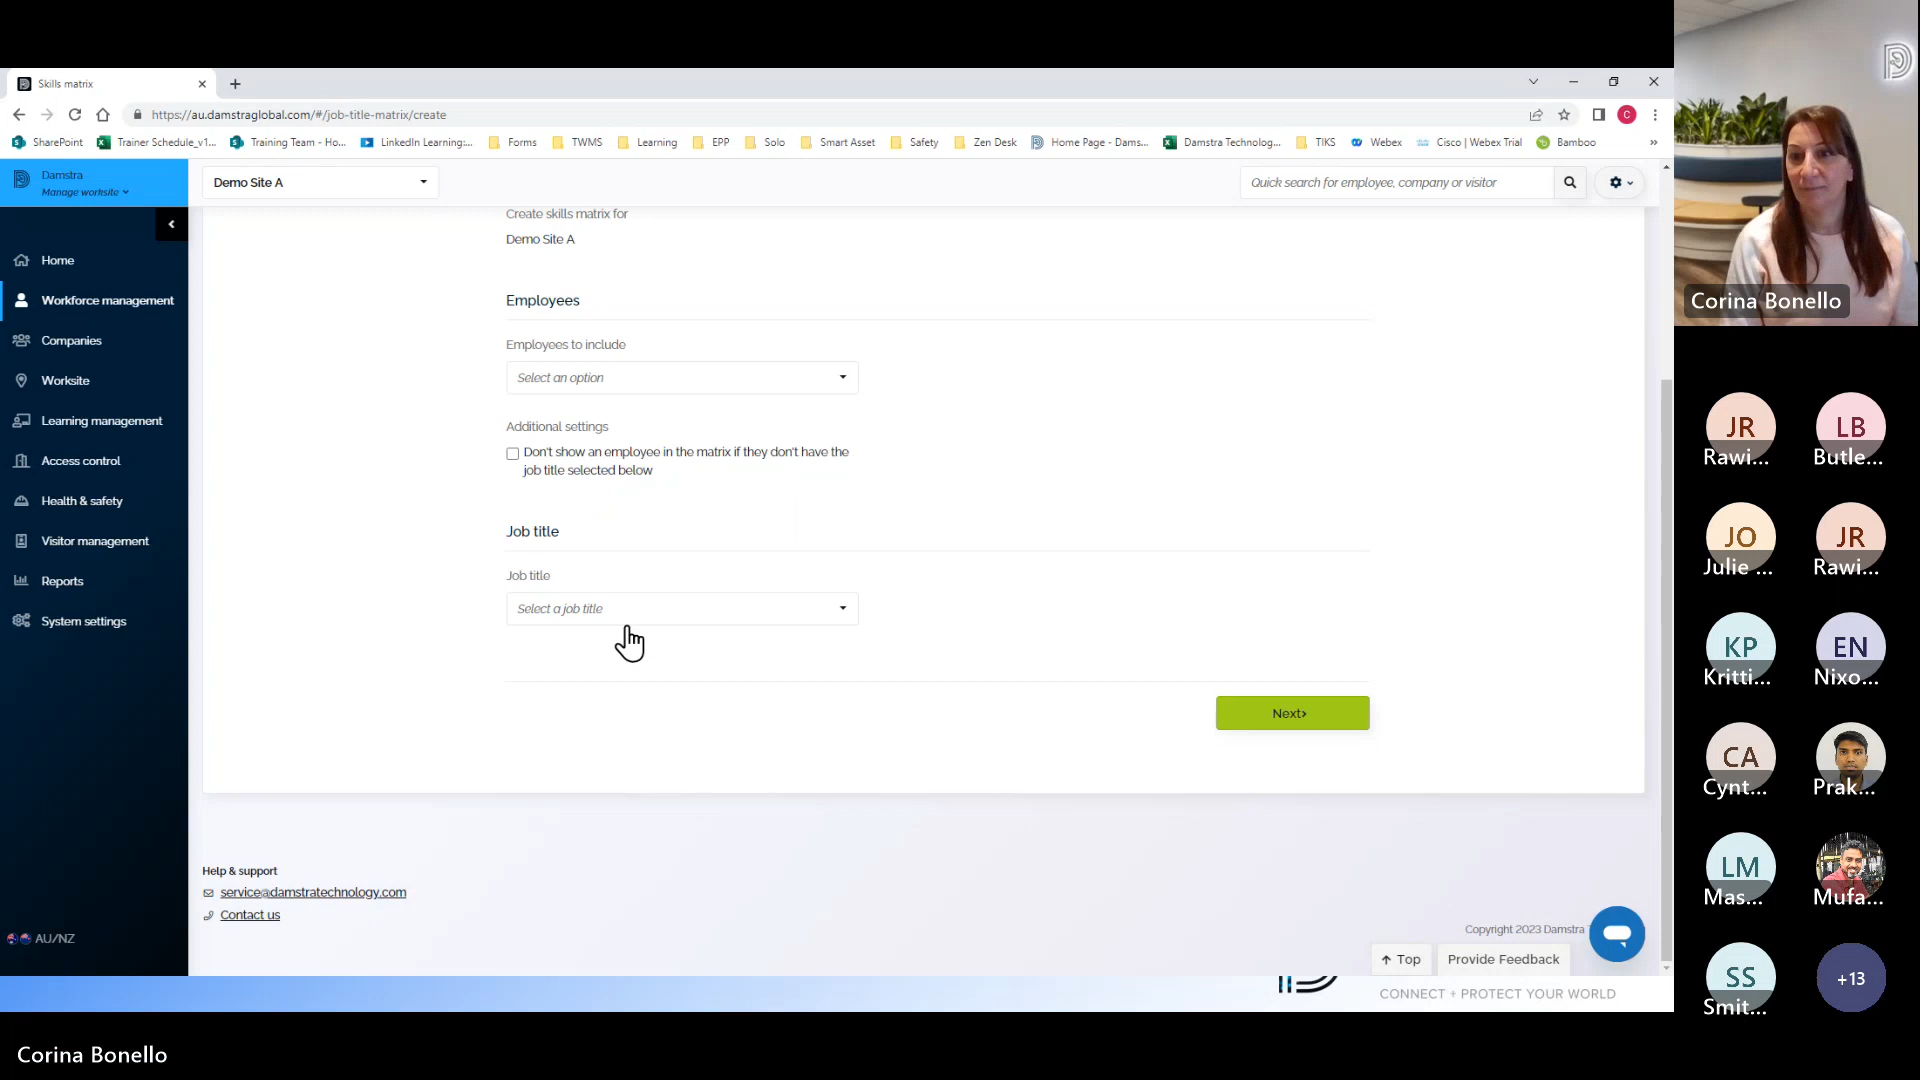 Skills matrix
https://au.damstraglobal.com/#/job-title-matrix/create
C
SharePoint
Trainer Schedule_v1...
Training Team - Ho...
LinkedIn Learning:...
Forms
TWMS
Learning
EPP
Solo
Smart Asset
Safety
Zen Desk
Home Page - Dams...
Damstra Technolog...
TIKS
Webex
Cisco | Webex Trial
Bamboo
»
Damstra
Manage worksite
Demo Site A
Quick search for employee, company or visitor
Home
Workforce management
Companies
Worksite
Learning management
Access control
Health & safety
Visitor management
Reports
System settings
AU/NZ
Create skills matrix for
Demo Site A
Employees
Employees to include
Select an option
Additional settings
Don't show an employee in the matrix if they don't have the
job title selected below
Job title
Job title
Select a job title
Next›
Help & support
service@damstratechnology.com
Contact us
Copyright 2023 Damstra
Top
Provide Feedback
CONNECT + PROTECT YOUR WORLD
Corina Bonello
Corina Bonello
JR
Rawi...
LB
Butle...
JO
Julie ...
JR
Rawi...
KP
Kritti...
EN
Nixo...
CA
Cynt...
Prak...
LM
Mas...
Mufa...
SS
Smit...
+13